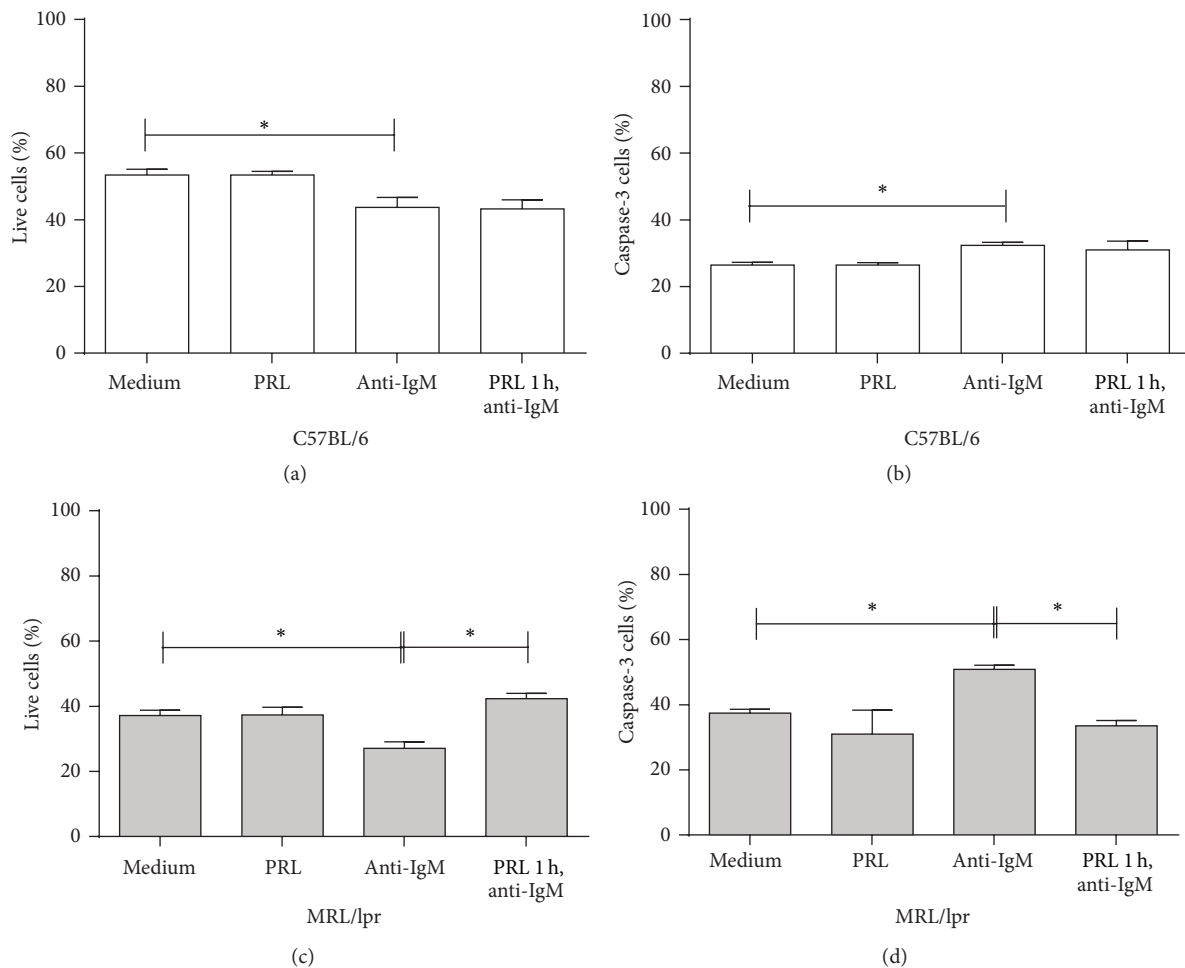 100
80
60
40
20
0
Live cells (%)
*
Medium
PRL
Anti-IgM
PRL 1 h,
anti-IgM
C57BL/6
(a)
100
80
60
40
20
0
Caspase-3 cells (%)
*
Medium
PRL
Anti-IgM
PRL 1 h,
anti-IgM
C57BL/6
(b)
100
80
60
40
20
0
Live cells (%)
*
*
Medium
PRL
Anti-IgM
PRL 1 h,
anti-IgM
MRL/lpr
(c)
100
80
60
40
20
0
Caspase-3 cells (%)
*
*
Medium
PRL
Anti-IgM
PRL 1 h,
anti-IgM
MRL/lpr
(d)